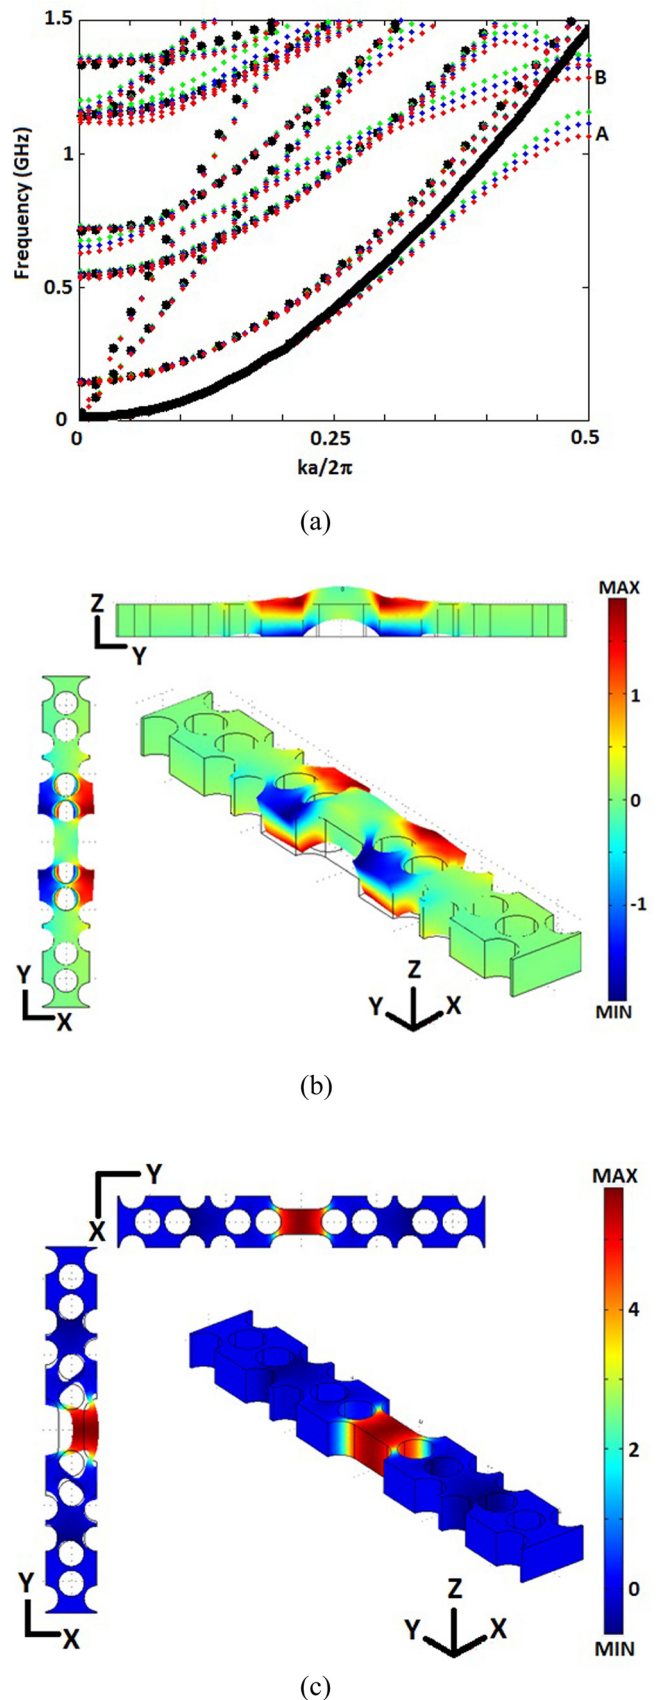 1.5
1
0.5
0
Frequency (GHz)
B
A
0
0.25
0.5
ka/2π
(a)
Z
Y
MAX
1
0
-1
MIN
Y
X
Z
Y
X
(b)
Y
X
MAX
4
2
0
MIN
Y
X
Z
Y
X
(c)